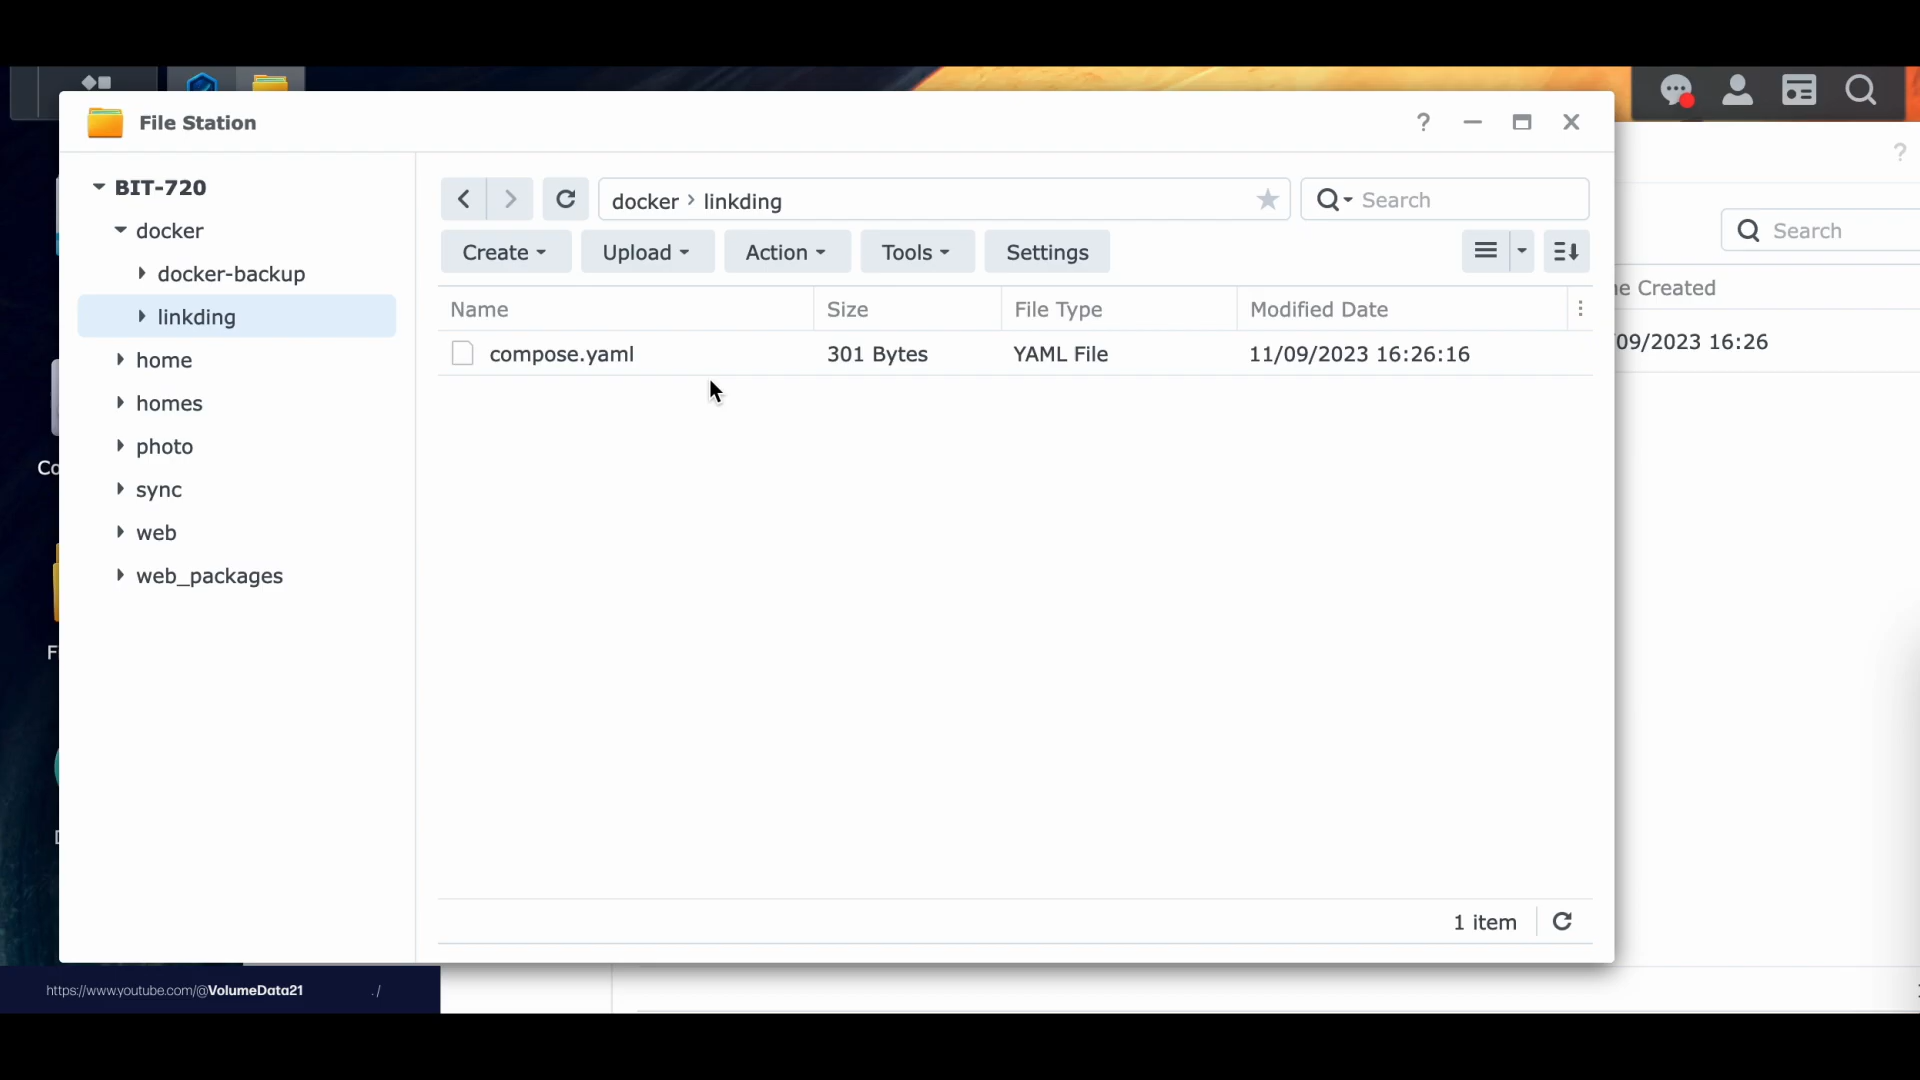 File Station
?
?
BIT-720
docker
docker-backup
linkding
home
homes
photo
sync
web
web_packages
docker > linkding
Search
Search
Create
Upload
Action
Tools
Settings
Name
Size
File Type
Modified Date
Created
compose.yaml
301 Bytes
YAML File
11/09/2023 16:26:16
09/2023 16:26
1 item
https://www.youtube.com/@VolumeData21
./